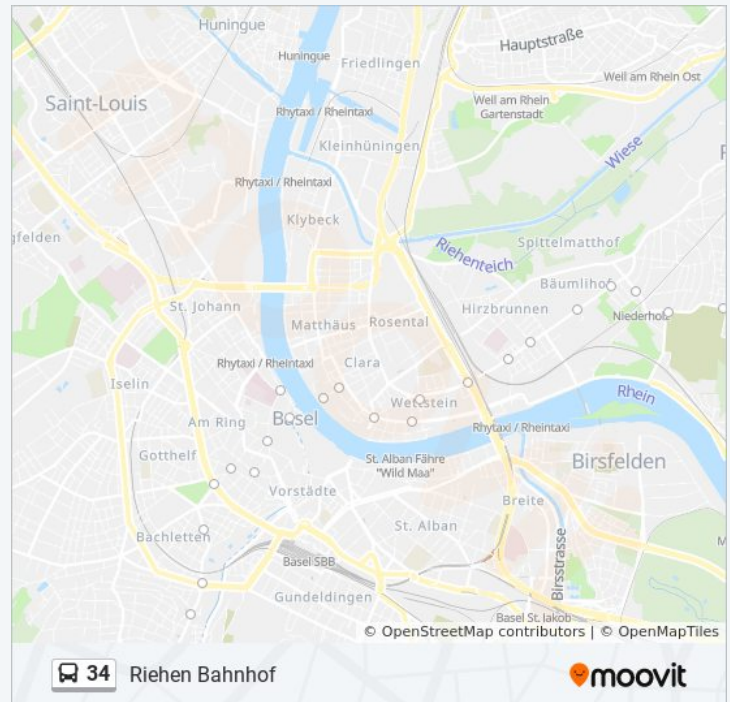 Huningue
Hauptstraße
Huningue
Friedlingen
Weil am Rhein Ost
Saint-Louis
Weil am Rhein
Gartenstadt
Rhytaxi / Rheintaxi
Kleinhüningen
Wiese
Rhytaxi / Rheintaxi
Klybeck
gfelden
Riehenteich
Spittelmatthof
Bäumlihof
St. Johann
Hirzbrunnen
Niederholz
Matthäus
Rosental
Rhytaxi / Rheintaxi
Clara
Iselin
Rhein
Wettstein
Am Ring
Basel
Rhytaxi / Rheintaxi
Gotthelf
St. Alban Fähre
"Wild Maa"
Birsfelden
Vorstädte
Breite
St. Alban
Bachletten
Basel SBB
Birsstrasse
Gundeldingen
Basel St. Jakob
© OpenStreetMap contributors | © OpenMapTiles
34 Riehen Bahnhof
moovit